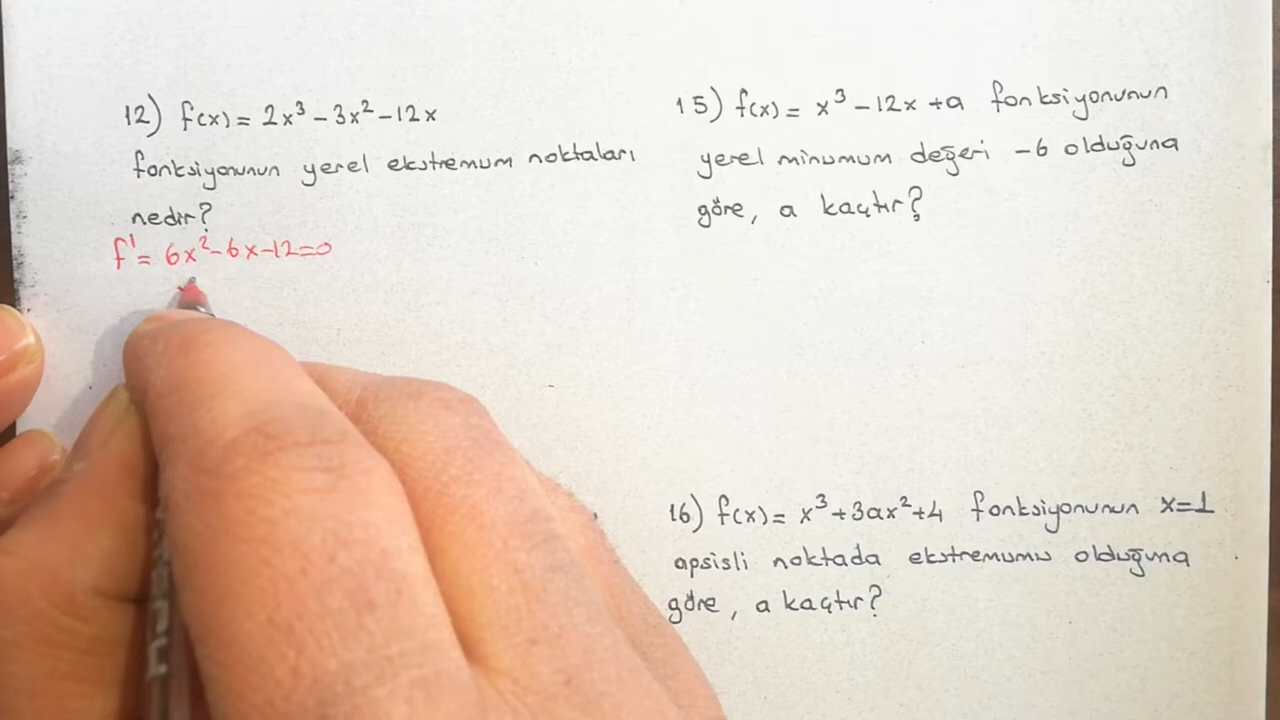 12) f(x) = 2x³ - 3x² - 12x
fonksiyonunun yerel ekstremum noktaları
nedir?
f' = 6x² - 6x - 12 = 0
15) f(x) = x³ - 12x + a fonksiyonunun
yerel minumum değeri -6 olduğuna
göre, a kaçtır?
16) f(x) = x³ + 3ax² + 4 fonksiyonunun x=1
apsisli noktada ekstremumu olduğuna
göre, a kaçtır?